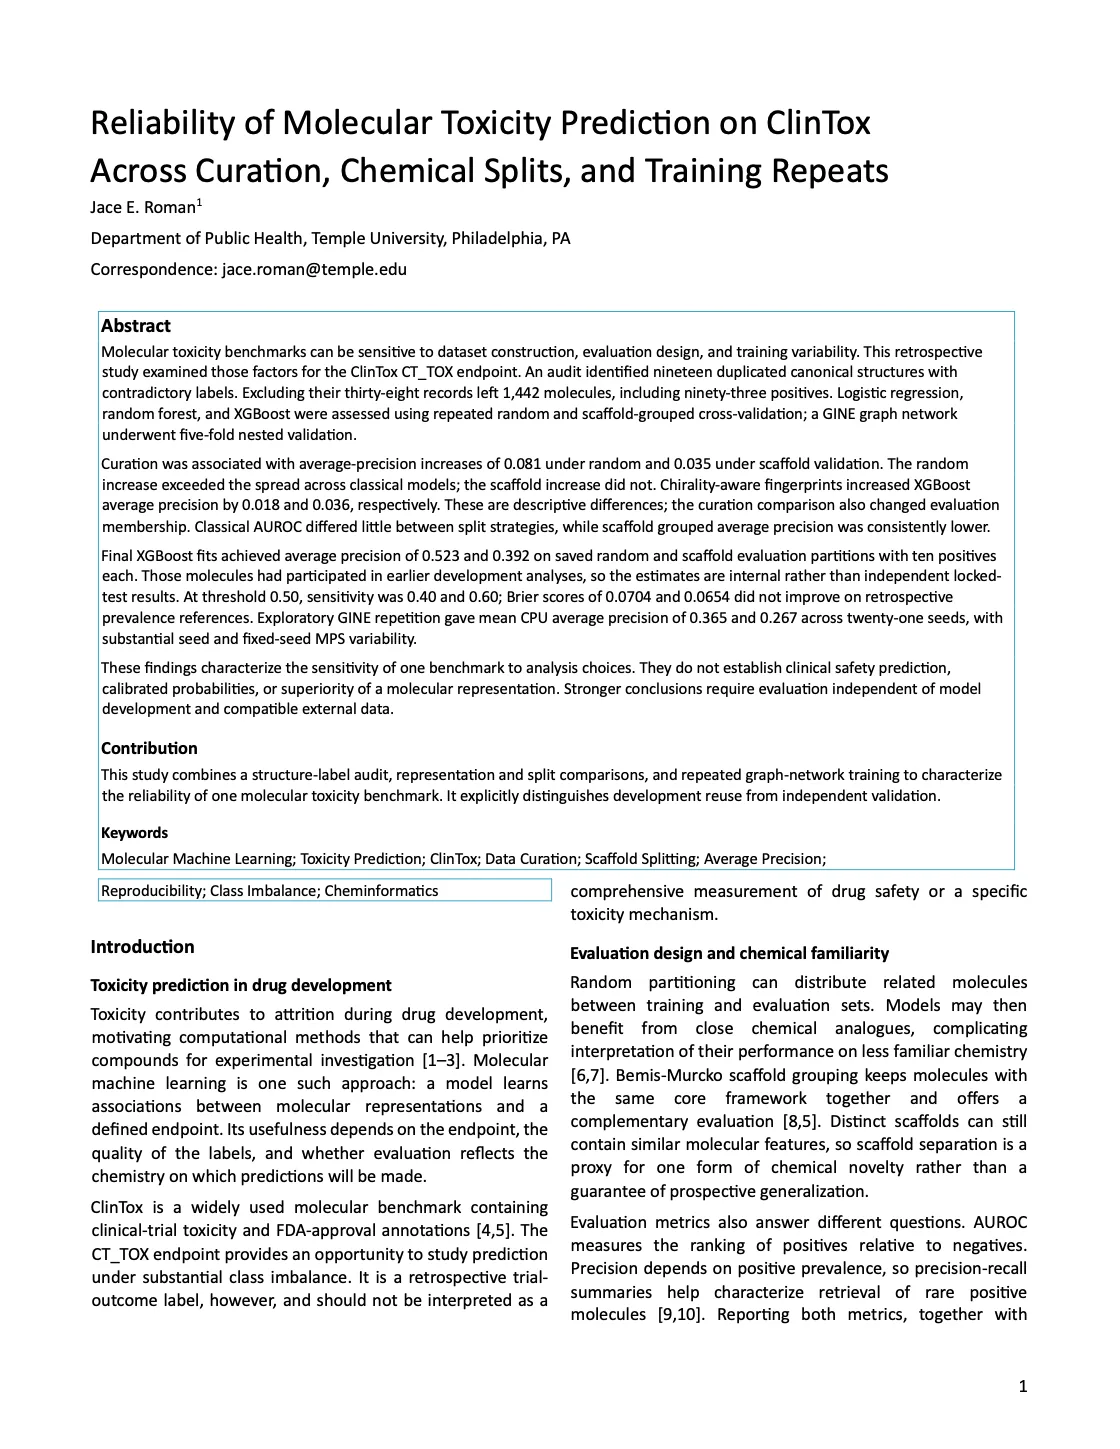 Reliability of Molecular Toxicity Prediction on ClinTox
Across Curation, Chemical Splits, and Training Repeats
Jace E. Roman¹
Department of Public Health, Temple University, Philadelphia, PA
Correspondence: jace.roman@temple.edu
Abstract
Molecular toxicity benchmarks can be sensitive to dataset construction, evaluation design, and training variability. This retrospective
study examined those factors for the ClinTox CT_TOX endpoint. An audit identified nineteen duplicated canonical structures with
contradictory labels. Excluding their thirty-eight records left 1,442 molecules, including ninety-three positives. Logistic regression,
random forest, and XGBoost were assessed using repeated random and scaffold-grouped cross-validation; a GINE graph network
underwent five-fold nested validation.
Curation was associated with average-precision increases of 0.081 under random and 0.035 under scaffold validation. The random
increase exceeded the spread across classical models; the scaffold increase did not. Chirality-aware fingerprints increased XGBoost
average precision by 0.018 and 0.036, respectively. These are descriptive differences; the curation comparison also changed evaluation
membership. Classical AUROC differed little between split strategies, while scaffold grouped average precision was consistently lower.
Final XGBoost fits achieved average precision of 0.523 and 0.392 on saved random and scaffold evaluation partitions with ten positives
each. Those molecules had participated in earlier development analyses, so the estimates are internal rather than independent locked-
test results. At threshold 0.50, sensitivity was 0.40 and 0.60; Brier scores of 0.0704 and 0.0654 did not improve on retrospective
prevalence references. Exploratory GINE repetition gave mean CPU average precision of 0.365 and 0.267 across twenty-one seeds, with
substantial seed and fixed-seed MPS variability.
These findings characterize the sensitivity of one benchmark to analysis choices. They do not establish clinical safety prediction,
calibrated probabilities, or superiority of a molecular representation. Stronger conclusions require evaluation independent of model
development and compatible external data.
Contribution
This study combines a structure-label audit, representation and split comparisons, and repeated graph-network training to characterize
the reliability of one molecular toxicity benchmark. It explicitly distinguishes development reuse from independent validation.
Keywords
Molecular Machine Learning; Toxicity Prediction; ClinTox; Data Curation; Scaffold Splitting; Average Precision;
Reproducibility; Class Imbalance; Cheminformatics
Introduction
Toxicity prediction in drug development
Toxicity contributes to attrition during drug development,
motivating computational methods that can help prioritize
compounds for experimental investigation [1–3]. Molecular
machine learning is one such approach: a model learns
associations between molecular representations and a
defined endpoint. Its usefulness depends on the endpoint, the
quality of the labels, and whether evaluation reflects the
chemistry on which predictions will be made.
ClinTox is a widely used molecular benchmark containing
clinical-trial toxicity and FDA-approval annotations [4,5]. The
CT_TOX endpoint provides an opportunity to study prediction
under substantial class imbalance. It is a retrospective trial-
outcome label, however, and should not be interpreted as a
comprehensive measurement of drug safety or a specific
toxicity mechanism.
Evaluation design and chemical familiarity
Random partitioning can distribute related molecules
between training and evaluation sets. Models may then
benefit from close chemical analogues, complicating
interpretation of their performance on less familiar chemistry
[6,7]. Bemis-Murcko scaffold grouping keeps molecules with
the same core framework together and offers a
complementary evaluation [8,5]. Distinct scaffolds can still
contain similar molecular features, so scaffold separation is a
proxy for one form of chemical novelty rather than a
guarantee of prospective generalization.
Evaluation metrics also answer different questions. AUROC
measures the ranking of positives relative to negatives.
Precision depends on positive prevalence, so precision-recall
summaries help characterize retrieval of rare positive
molecules [9,10]. Reporting both metrics, together with
1